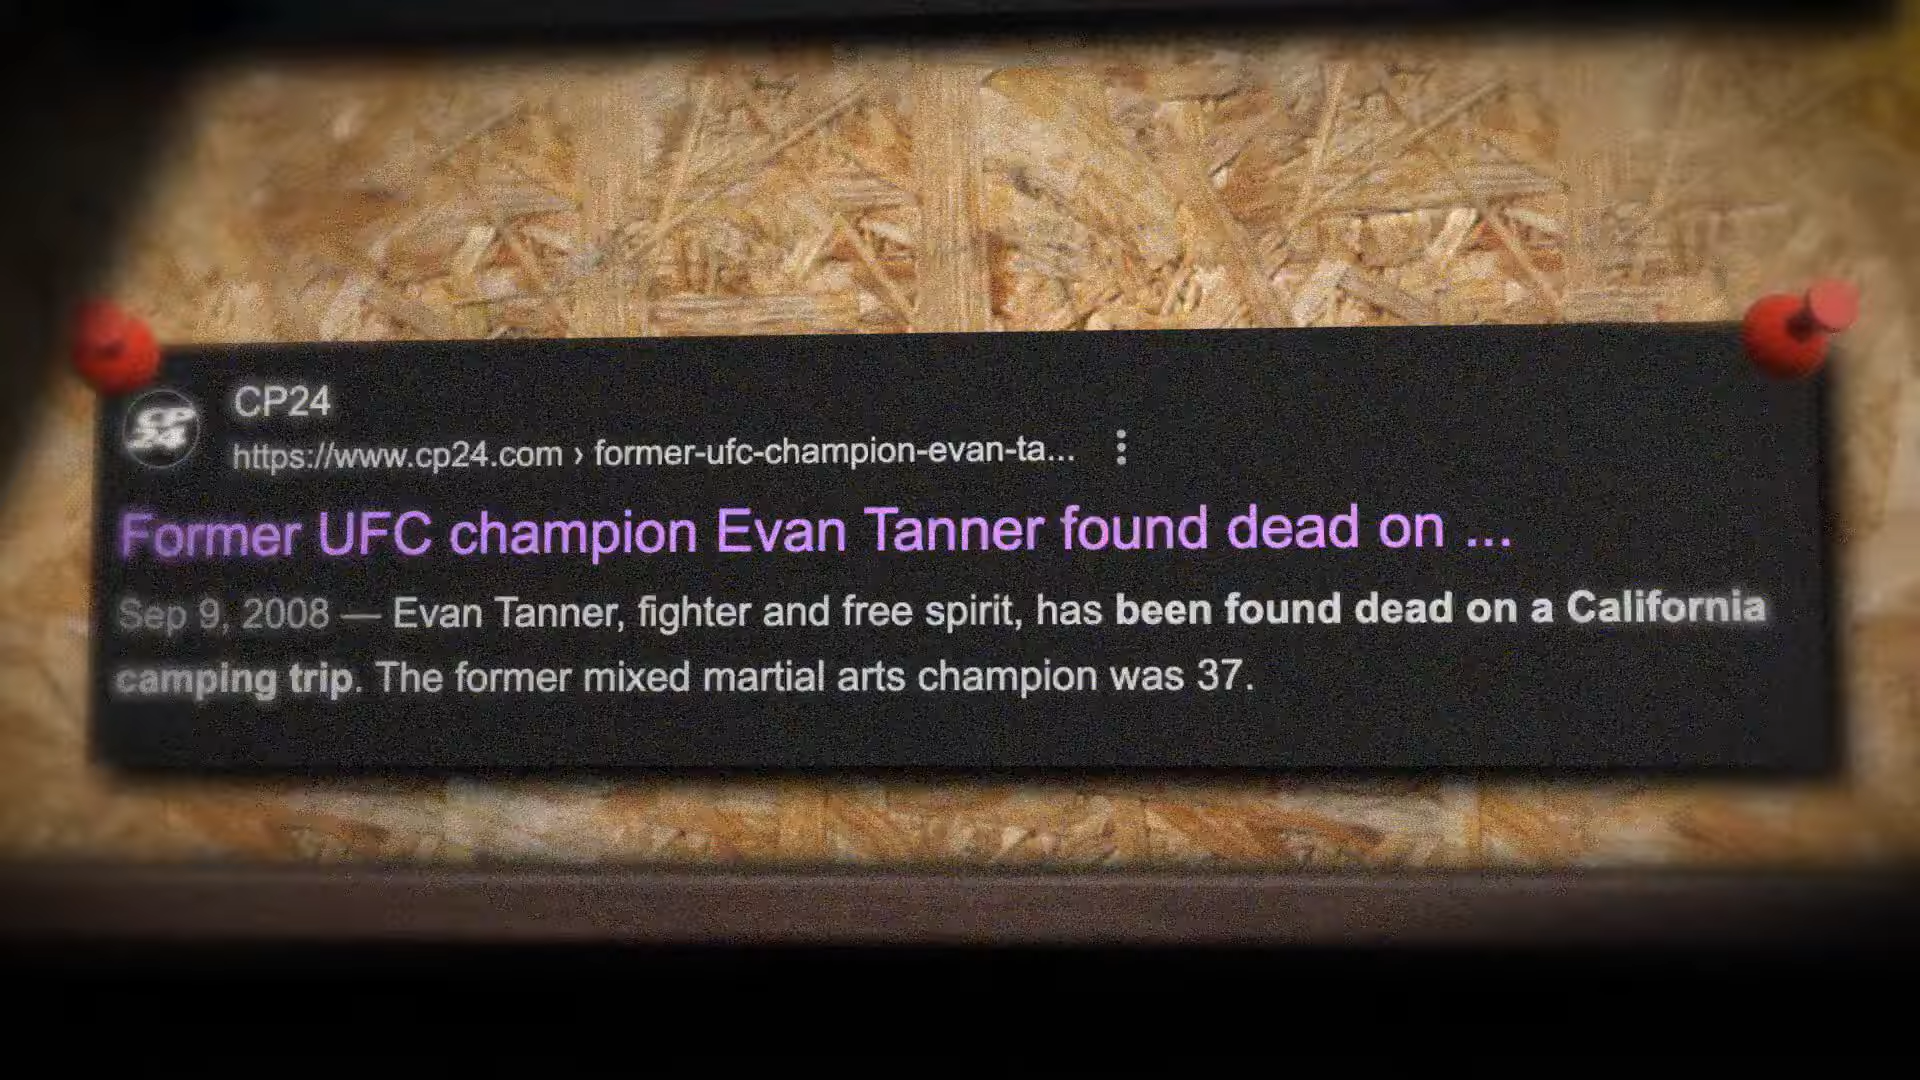 CP24
CP
24
https://www.cp24.com › former-ufc-champion-evan-ta...
Former UFC champion Evan Tanner found dead on ...
Sep 9, 2008 — Evan Tanner, fighter and free spirit, has been found dead on a California
camping trip. The former mixed martial arts champion was 37.